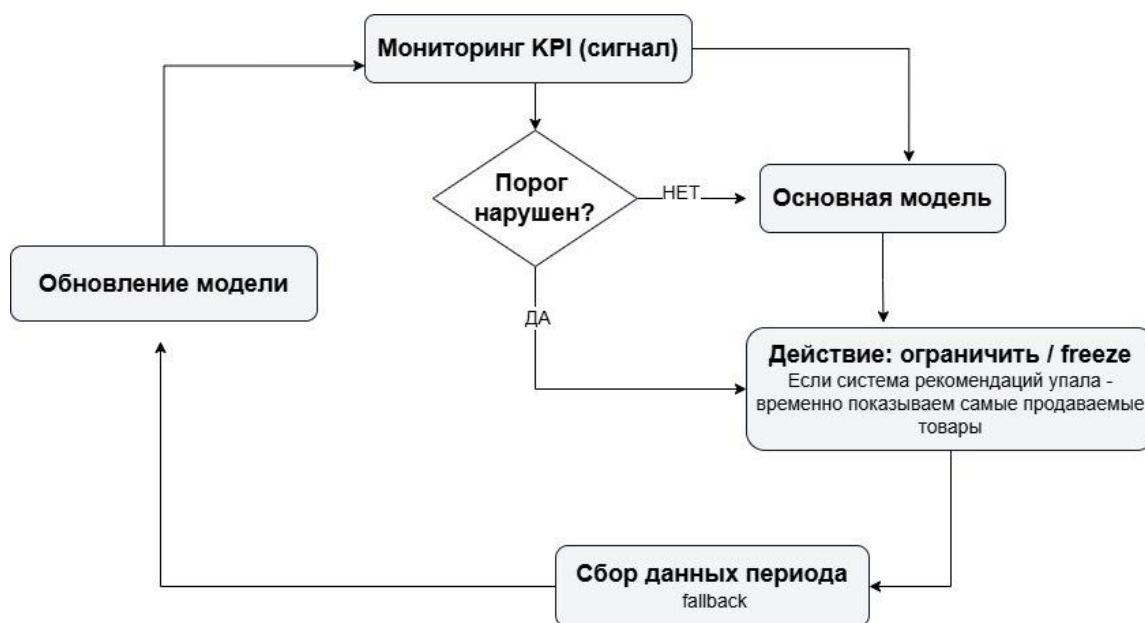 Мониторинг KPI (сигнал)
Порог
нарушен?
НЕТ
Основная модель
Обновление модели
ДА
Действие: ограничить / freeze
Если система рекомендаций упала -
временно показываем самые продаваемые
товары
Сбор данных периода
fallback